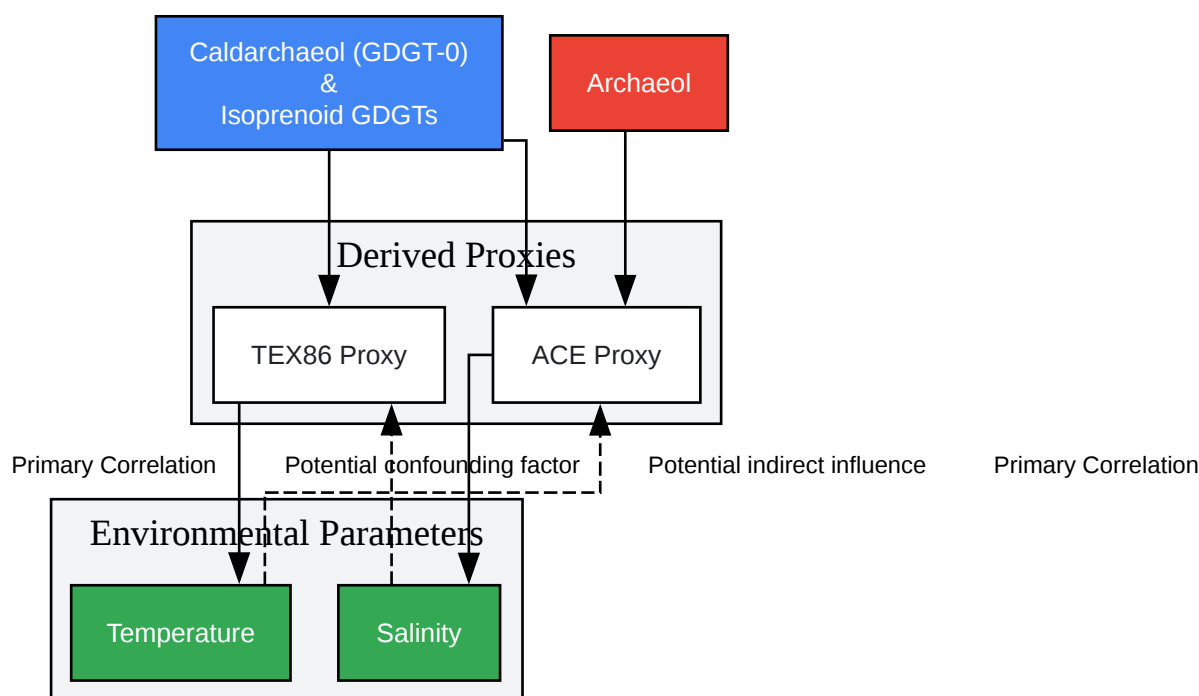 Caldarchaeol (GDGT-0)
&
Isoprenoid GDGTs
Archaeol
Derived Proxies
TEX86 Proxy
ACE Proxy
Primary Correlation
Potential confounding factor
Potential indirect influence
Primary Correlation
Environmental Parameters
Temperature
Salinity